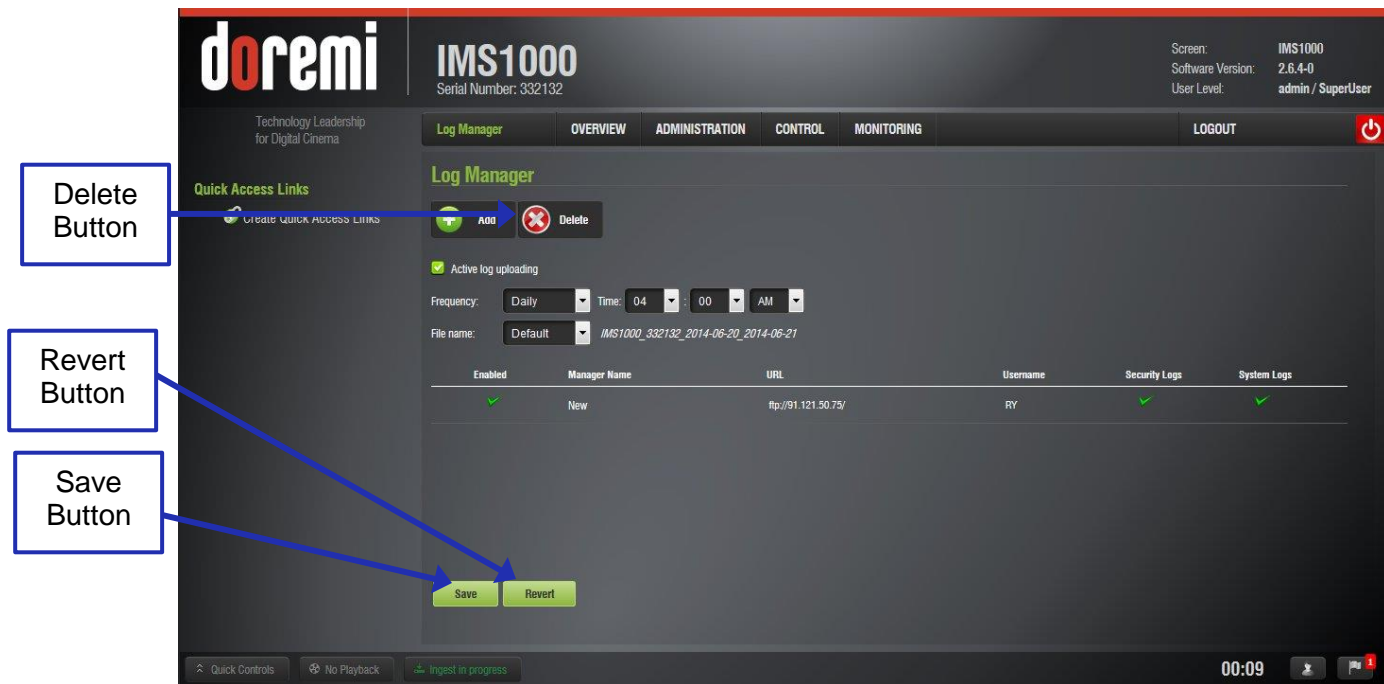 doremi
IMS1000
Serial Number: 332132
Screen: IMS1000
Software Version: 2.6.4-0
User Level: admin / SuperUser
Technology Leadership
for Digital Cinema
Log Manager OVERVIEW ADMINISTRATION CONTROL MONITORING LOGOUT
Quick Access Links
Create Quick Access Links
Log Manager
Add Delete
Active log uploading
Frequency: Daily Time: 04 : 00 AM
File name: Default IMS1000_332132_2014-06-20_2014-06-21
Enabled Manager Name URL Username Security Logs System Logs
New ftp://91.121.50.75/ RY
Save Revert
Quick Controls No Playback Ingest in progress 00:09 1
Delete
Button
Revert
Button
Save
Button